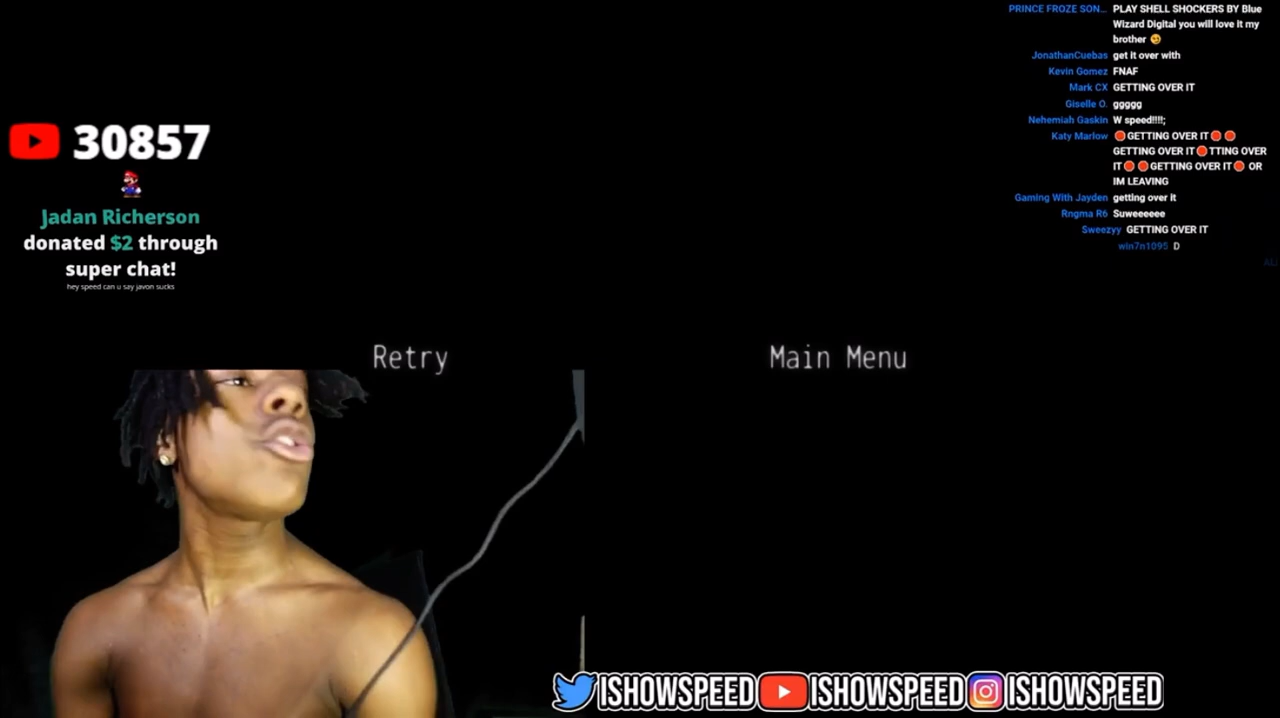 30857
Jadan Richerson
donated $2 through
super chat!
hey speed can u say javon sucks
PRINCE FROZE SON... PLAY SHELL SHOCKERS BY Blue
Wizard Digital you will love it my
brother 🤨
JonathanCuebas get it over with
Kevin Gomez FNAF
Mark CX GETTING OVER IT
Giselle O. ggggg
Nehemiah Gaskin W speed!!!!;
Katy Marlow 🔴GETTING OVER IT🔴 🔴
GETTING OVER IT🔴TTING OVER
IT🔴 🔴GETTING OVER IT🔴 OR
IM LEAVING
Gaming With Jayden getting over it
Rngma R6 Suweeeeee
Sweezyy GETTING OVER IT
win7n1095 D
Retry Main Menu
ISHOWSPEED ISHOWSPEED ISHOWSPEED